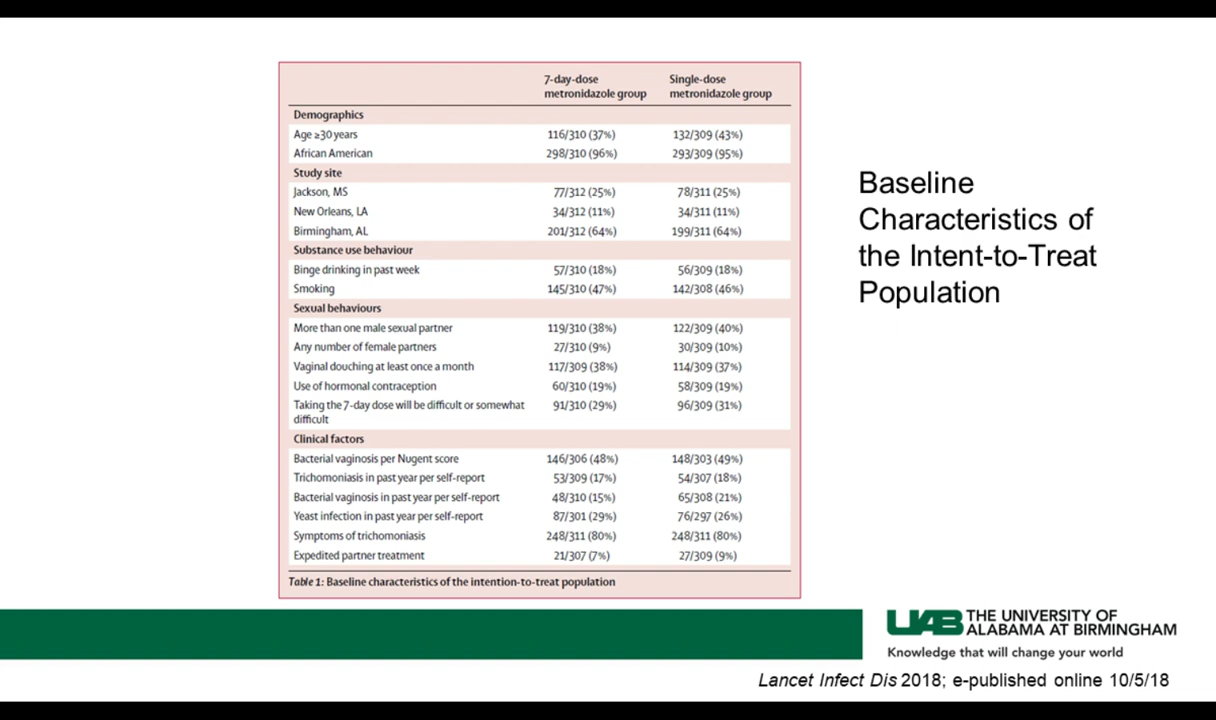 7-day-dose metronidazole group Single-dose metronidazole group
Demographics
Age ≥30 years 116/310 (37%) 132/309 (43%)
African American 298/310 (96%) 293/309 (95%)
Study site
Jackson, MS 77/312 (25%) 78/311 (25%)
New Orleans, LA 34/312 (11%) 34/311 (11%)
Birmingham, AL 201/312 (64%) 199/311 (64%)
Substance use behaviour
Binge drinking in past week 57/310 (18%) 56/309 (18%)
Smoking 145/310 (47%) 142/308 (46%)
Sexual behaviours
More than one male sexual partner 119/310 (38%) 122/309 (40%)
Any number of female partners 27/310 (9%) 30/309 (10%)
Vaginal douching at least once a month 117/309 (38%) 114/309 (37%)
Use of hormonal contraception 60/310 (19%) 58/309 (19%)
Taking the 7-day dose will be difficult or somewhat 91/310 (29%) 96/309 (31%)
difficult
Clinical factors
Bacterial vaginosis per Nugent score 146/306 (48%) 148/303 (49%)
Trichomoniasis in past year per self-report 53/309 (17%) 54/307 (18%)
Bacterial vaginosis in past year per self-report 48/310 (15%) 65/308 (21%)
Yeast infection in past year per self-report 87/301 (29%) 76/297 (26%)
Symptoms of trichomoniasis 248/311 (80%) 248/311 (80%)
Expedited partner treatment 21/307 (7%) 27/309 (9%)
Table 1: Baseline characteristics of the intention-to-treat population
Baseline
Characteristics of
the Intent-to-Treat
Population
UAB THE UNIVERSITY OF
ALABAMA AT BIRMINGHAM
Knowledge that will change your world
Lancet Infect Dis 2018; e-published online 10/5/18